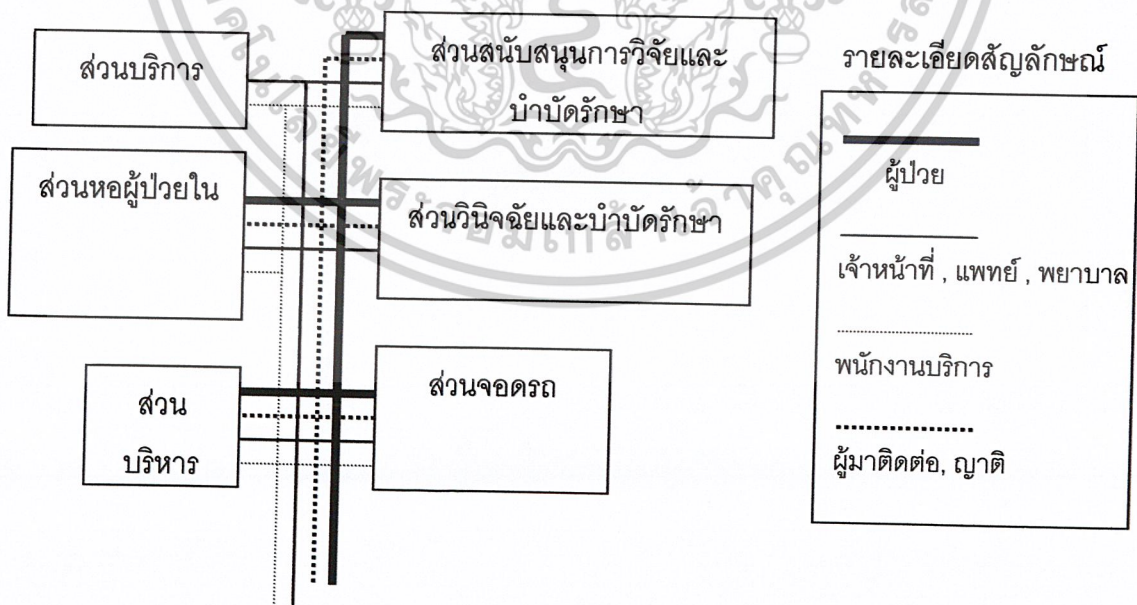 ส่วนบริการ
ส่วนสนับสนุนการวิจัยและ
บำบัดรักษา
ส่วนหอผู้ป่วยใน
ส่วนวินิจฉัยและบำบัดรักษา
ส่วน
บริหาร
ส่วนจอดรถ
รายละเอียดสัญลักษณ์
ผู้ป่วย
เจ้าหน้าที่ , แพทย์ , พยาบาล
พนักงานบริการ
ผู้มาติดต่อ, ญาติ